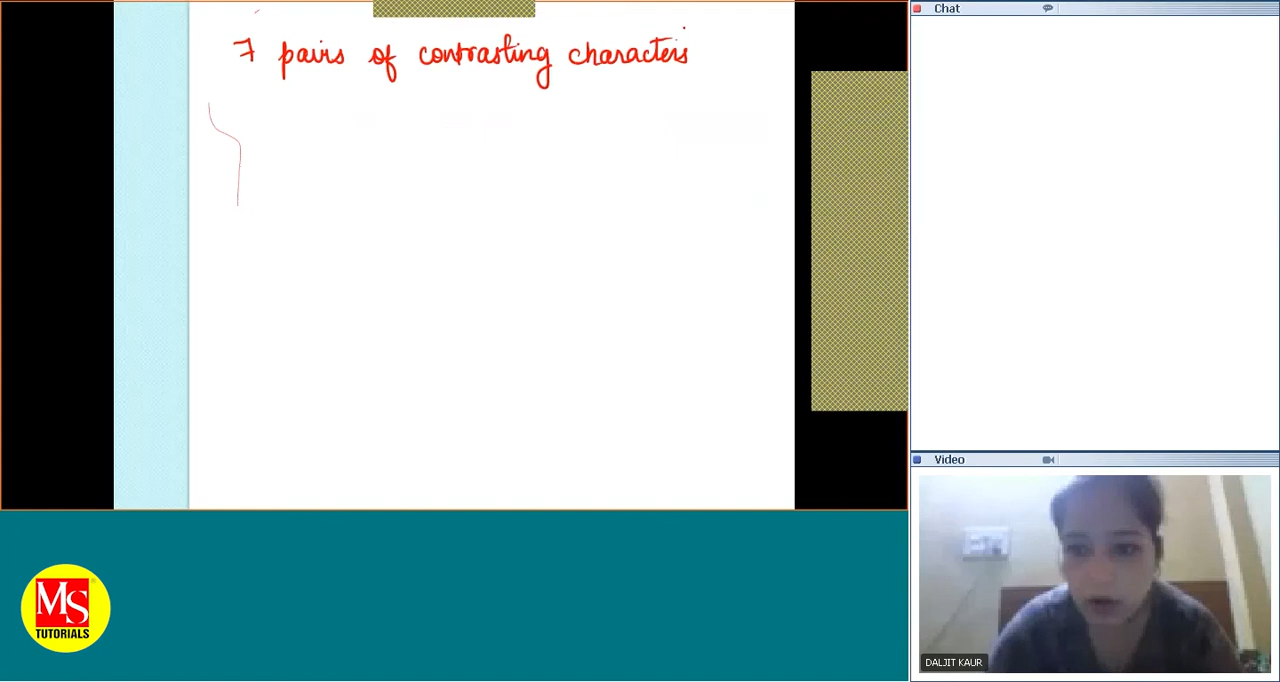 7 pairs of contrasting characters
Chat
Video
DALJIT KAUR
MS
TUTORIALS